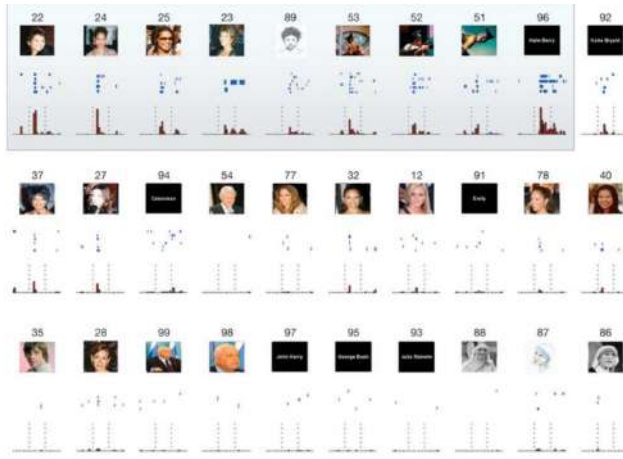 22 24 25 23 89 53 52 51 96 92
Halle Berry Kobe Bryant
37 27 94 54 77 32 12 91 78 40
Emily
35 28 99 98 97 95 93 88 87 86
John Kerry George Bush Julia Roberts